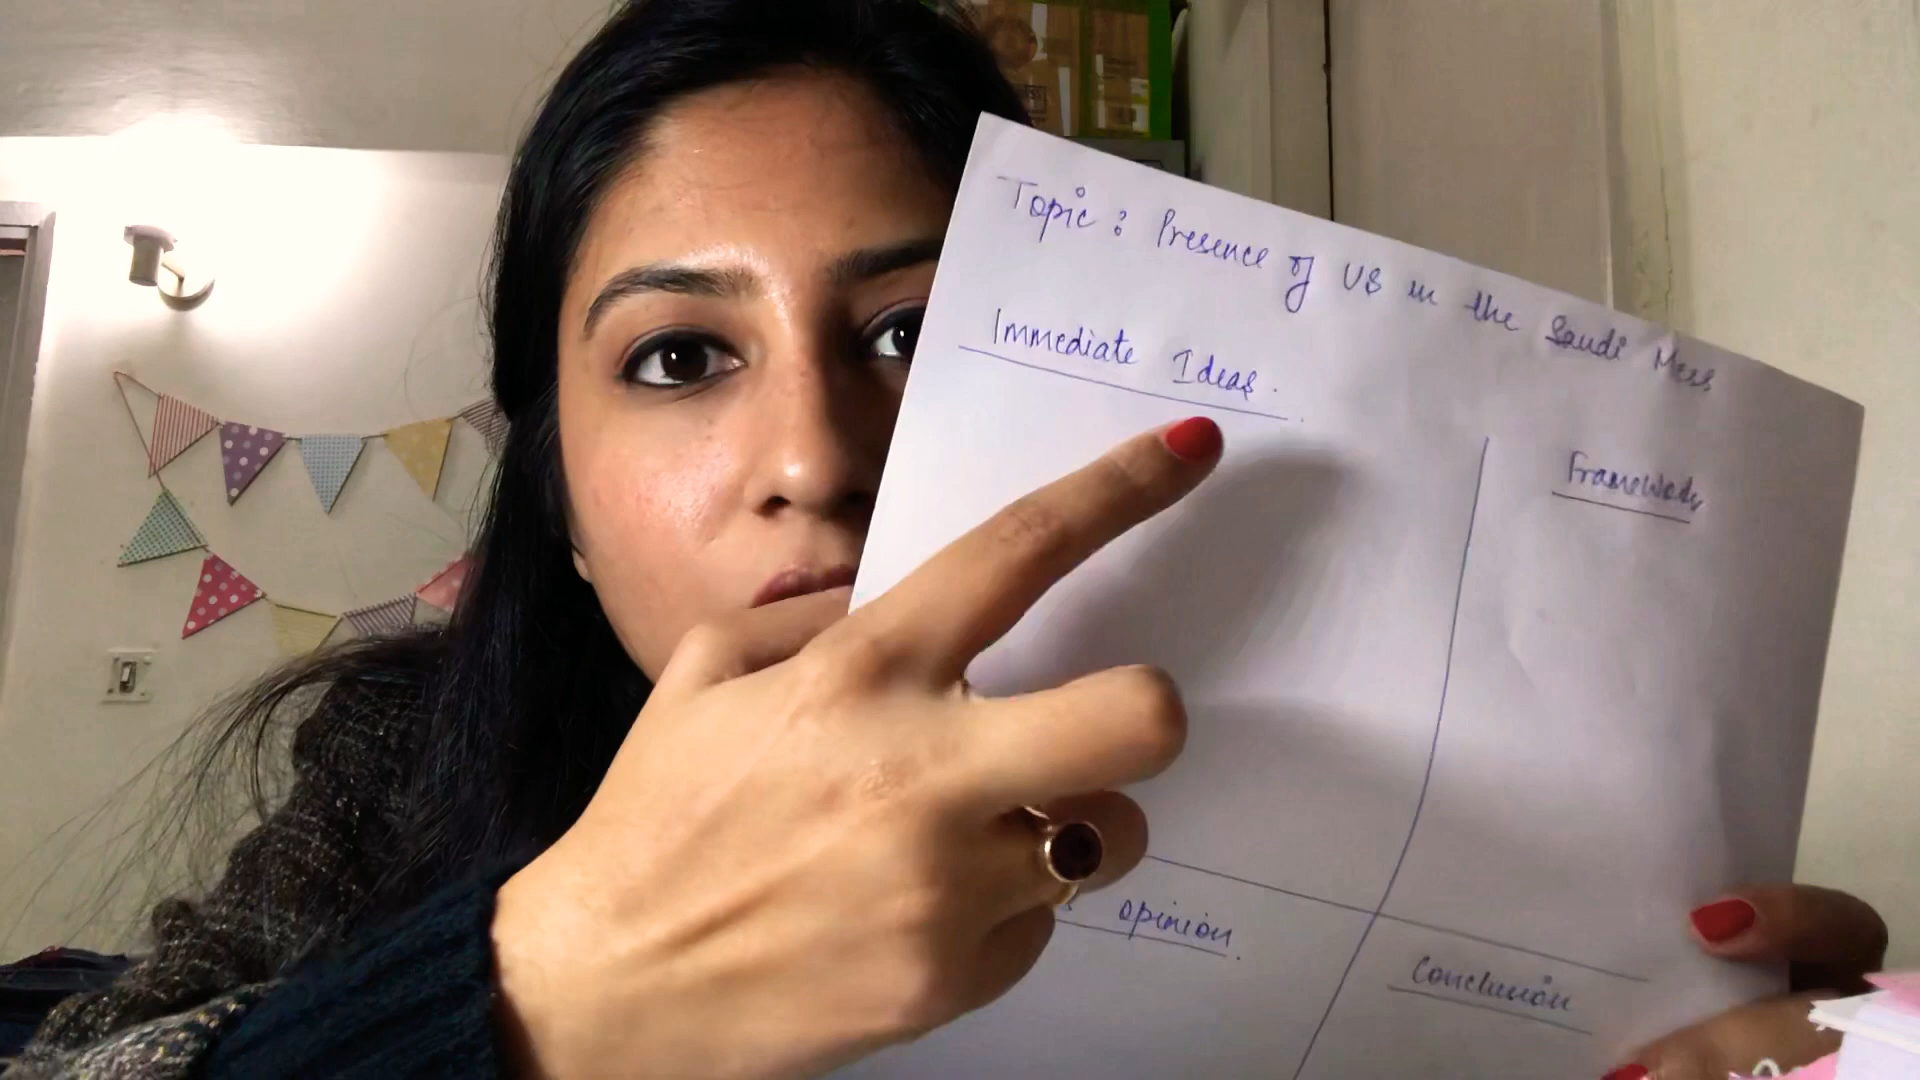 Topic : Presence of US in the Saudi Mess
Immediate Ideas.
Framework
opinion.
Conclusion